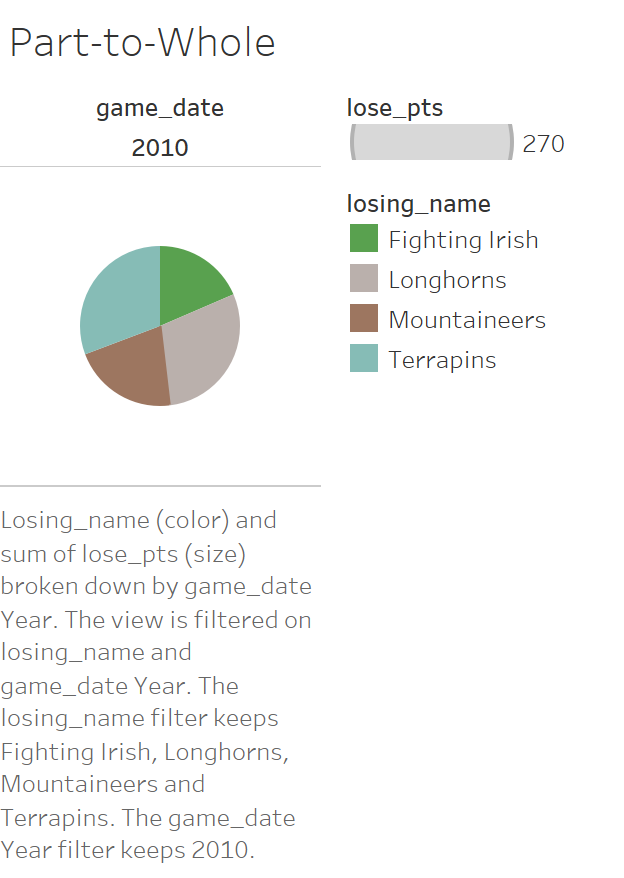 Part-to-Whole
game_date
2010
lose_pts
270
losing_name
Fighting Irish
Longhorns
Mountaineers
Terrapins
Losing_name (color) and
sum of lose_pts (size)
broken down by game_date
Year. The view is filtered on
losing_name and
game_date Year. The
losing_name filter keeps
Fighting Irish, Longhorns,
Mountaineers and
Terrapins. The game_date
Year filter keeps 2010.